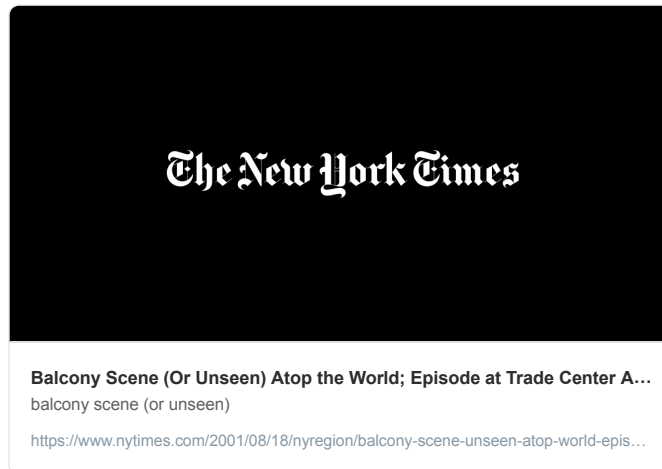 The New York Times
Balcony Scene (Or Unseen) Atop the World; Episode at Trade Center A…
balcony scene (or unseen)
https://www.nytimes.com/2001/08/18/nyregion/balcony-scene-unseen-atop-world-epis…